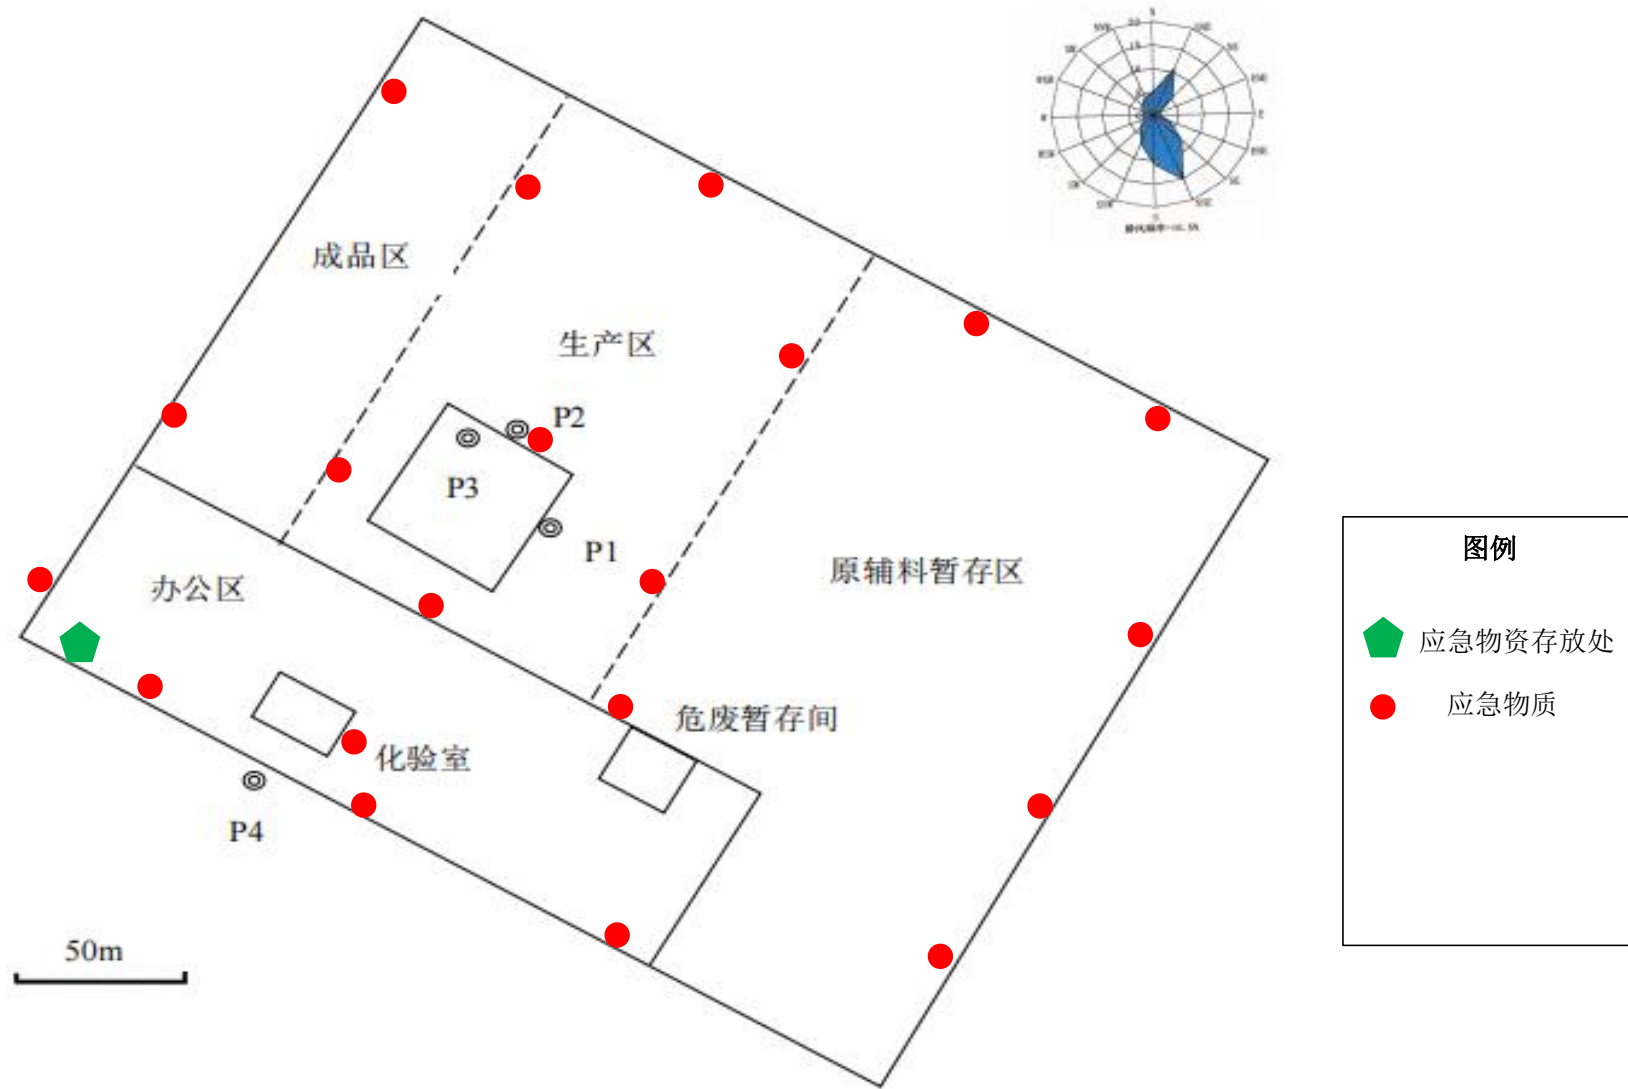 成品区
生产区
P2
P3
P1
原辅料暂存区
办公区
危废暂存间
化验室
P4
50m
图例
应急物资存放处
应急物质